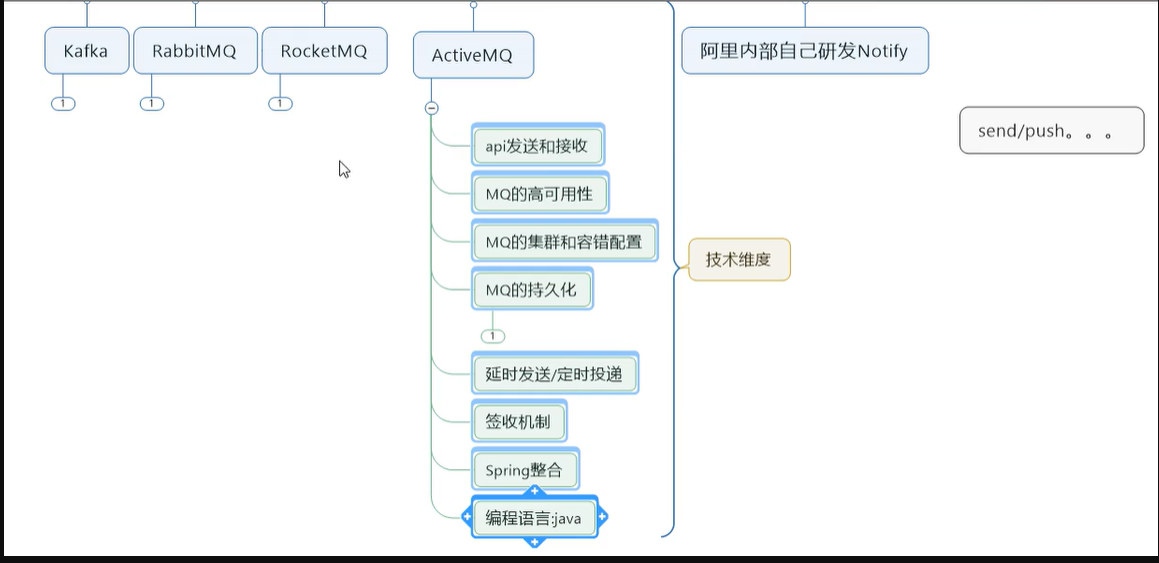 Kafka
RabbitMQ
RocketMQ
ActiveMQ
阿里内部自己研发Notify
1
1
1
send/push。。。
api发送和接收
MQ的高可用性
MQ的集群和容错配置
技术维度
MQ的持久化
1
延时发送/定时投递
签收机制
Spring整合
编程语言:java